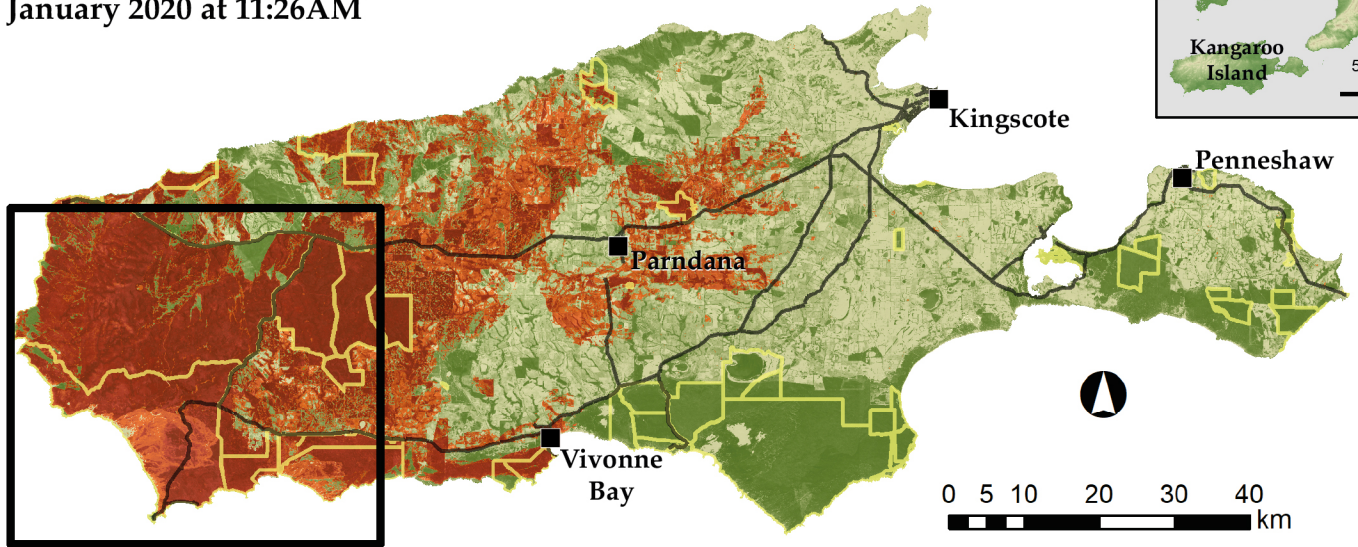 January 2020 at 11:26AM
Kangaroo
Island
5
Kingscote
Penneshaw
Parndana
Vivonne
Bay
0 5 10 20 30 40
km